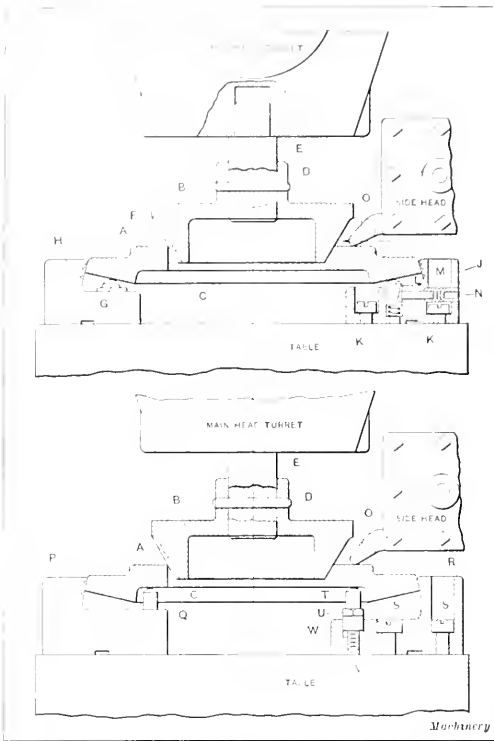 E
D
B
O
SIDE HEAD
F
A
H
M
J
N
G
C
K
K
TABLE
MAIN HEAD TURRET
E
B
D
O
SIDE HEAD
A
P
R
C
T
S
S
Q
U
W
TABLE
Machinery